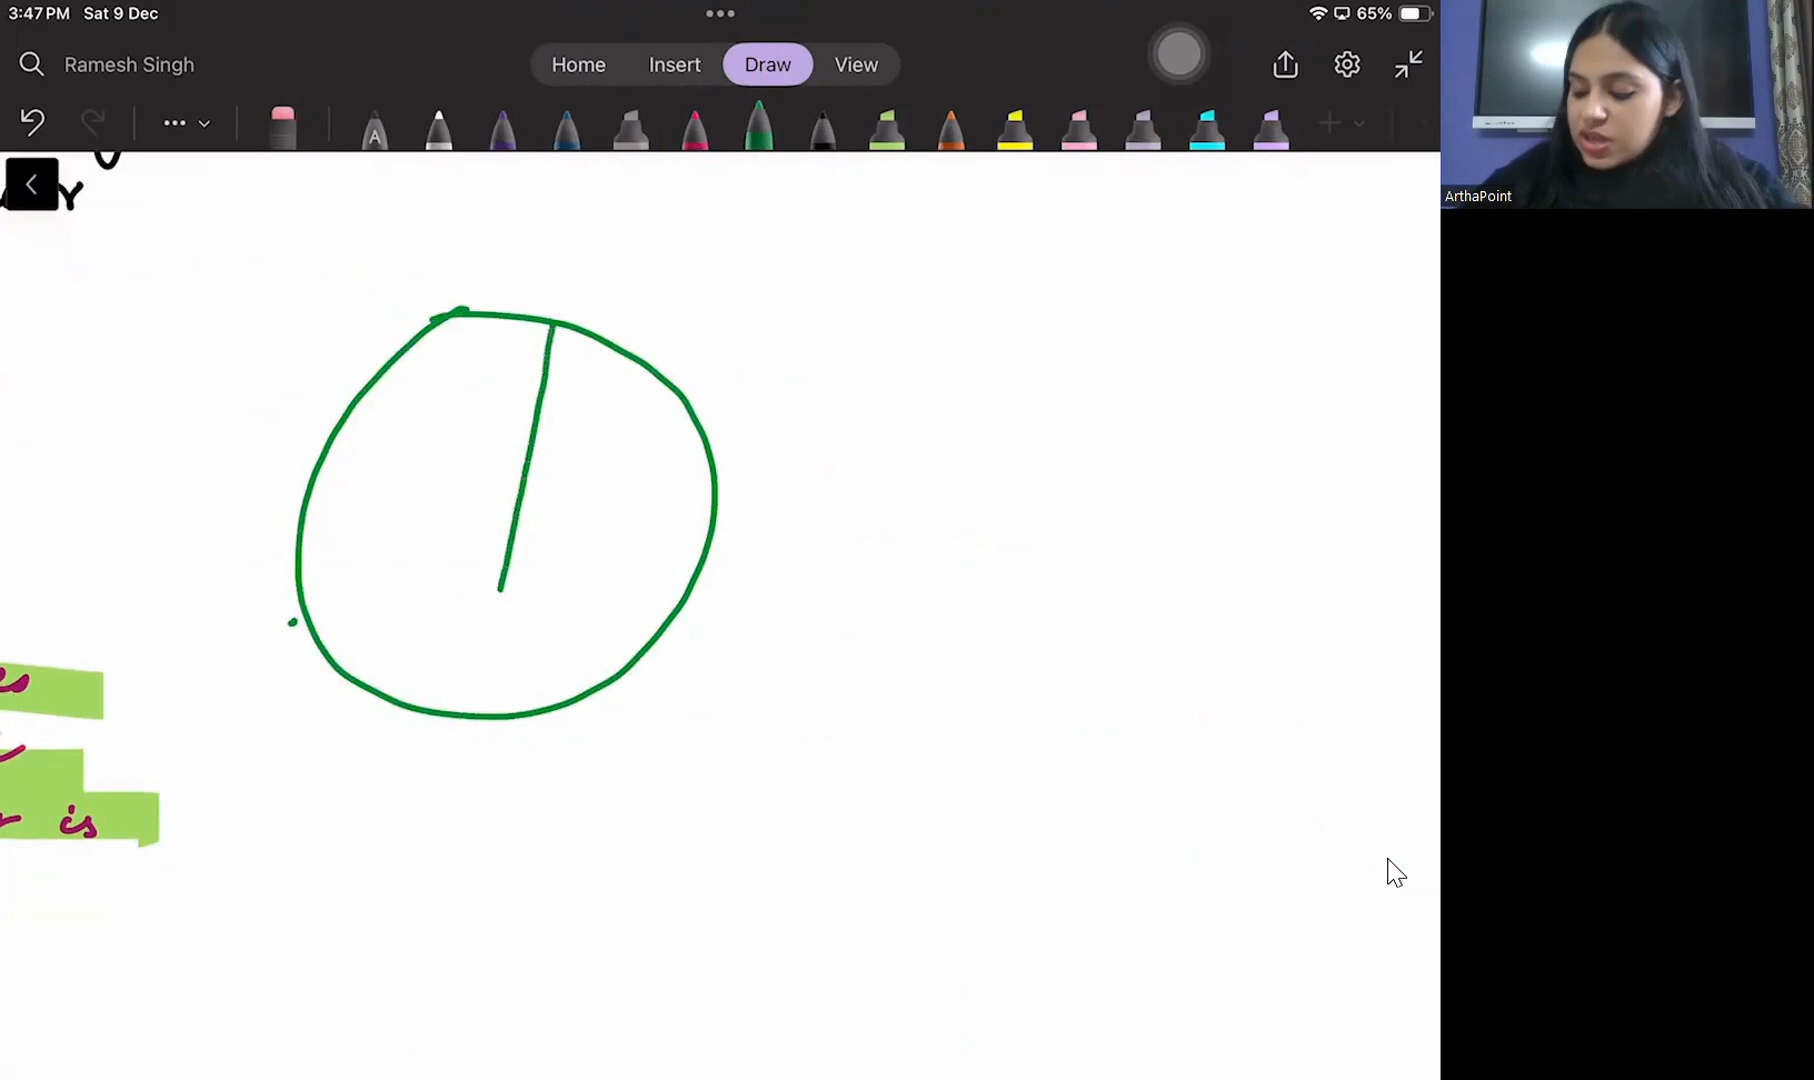 3:47 PM Sat 9 Dec
65%
Ramesh Singh
Home Insert Draw View
A
ArthaPoint
is